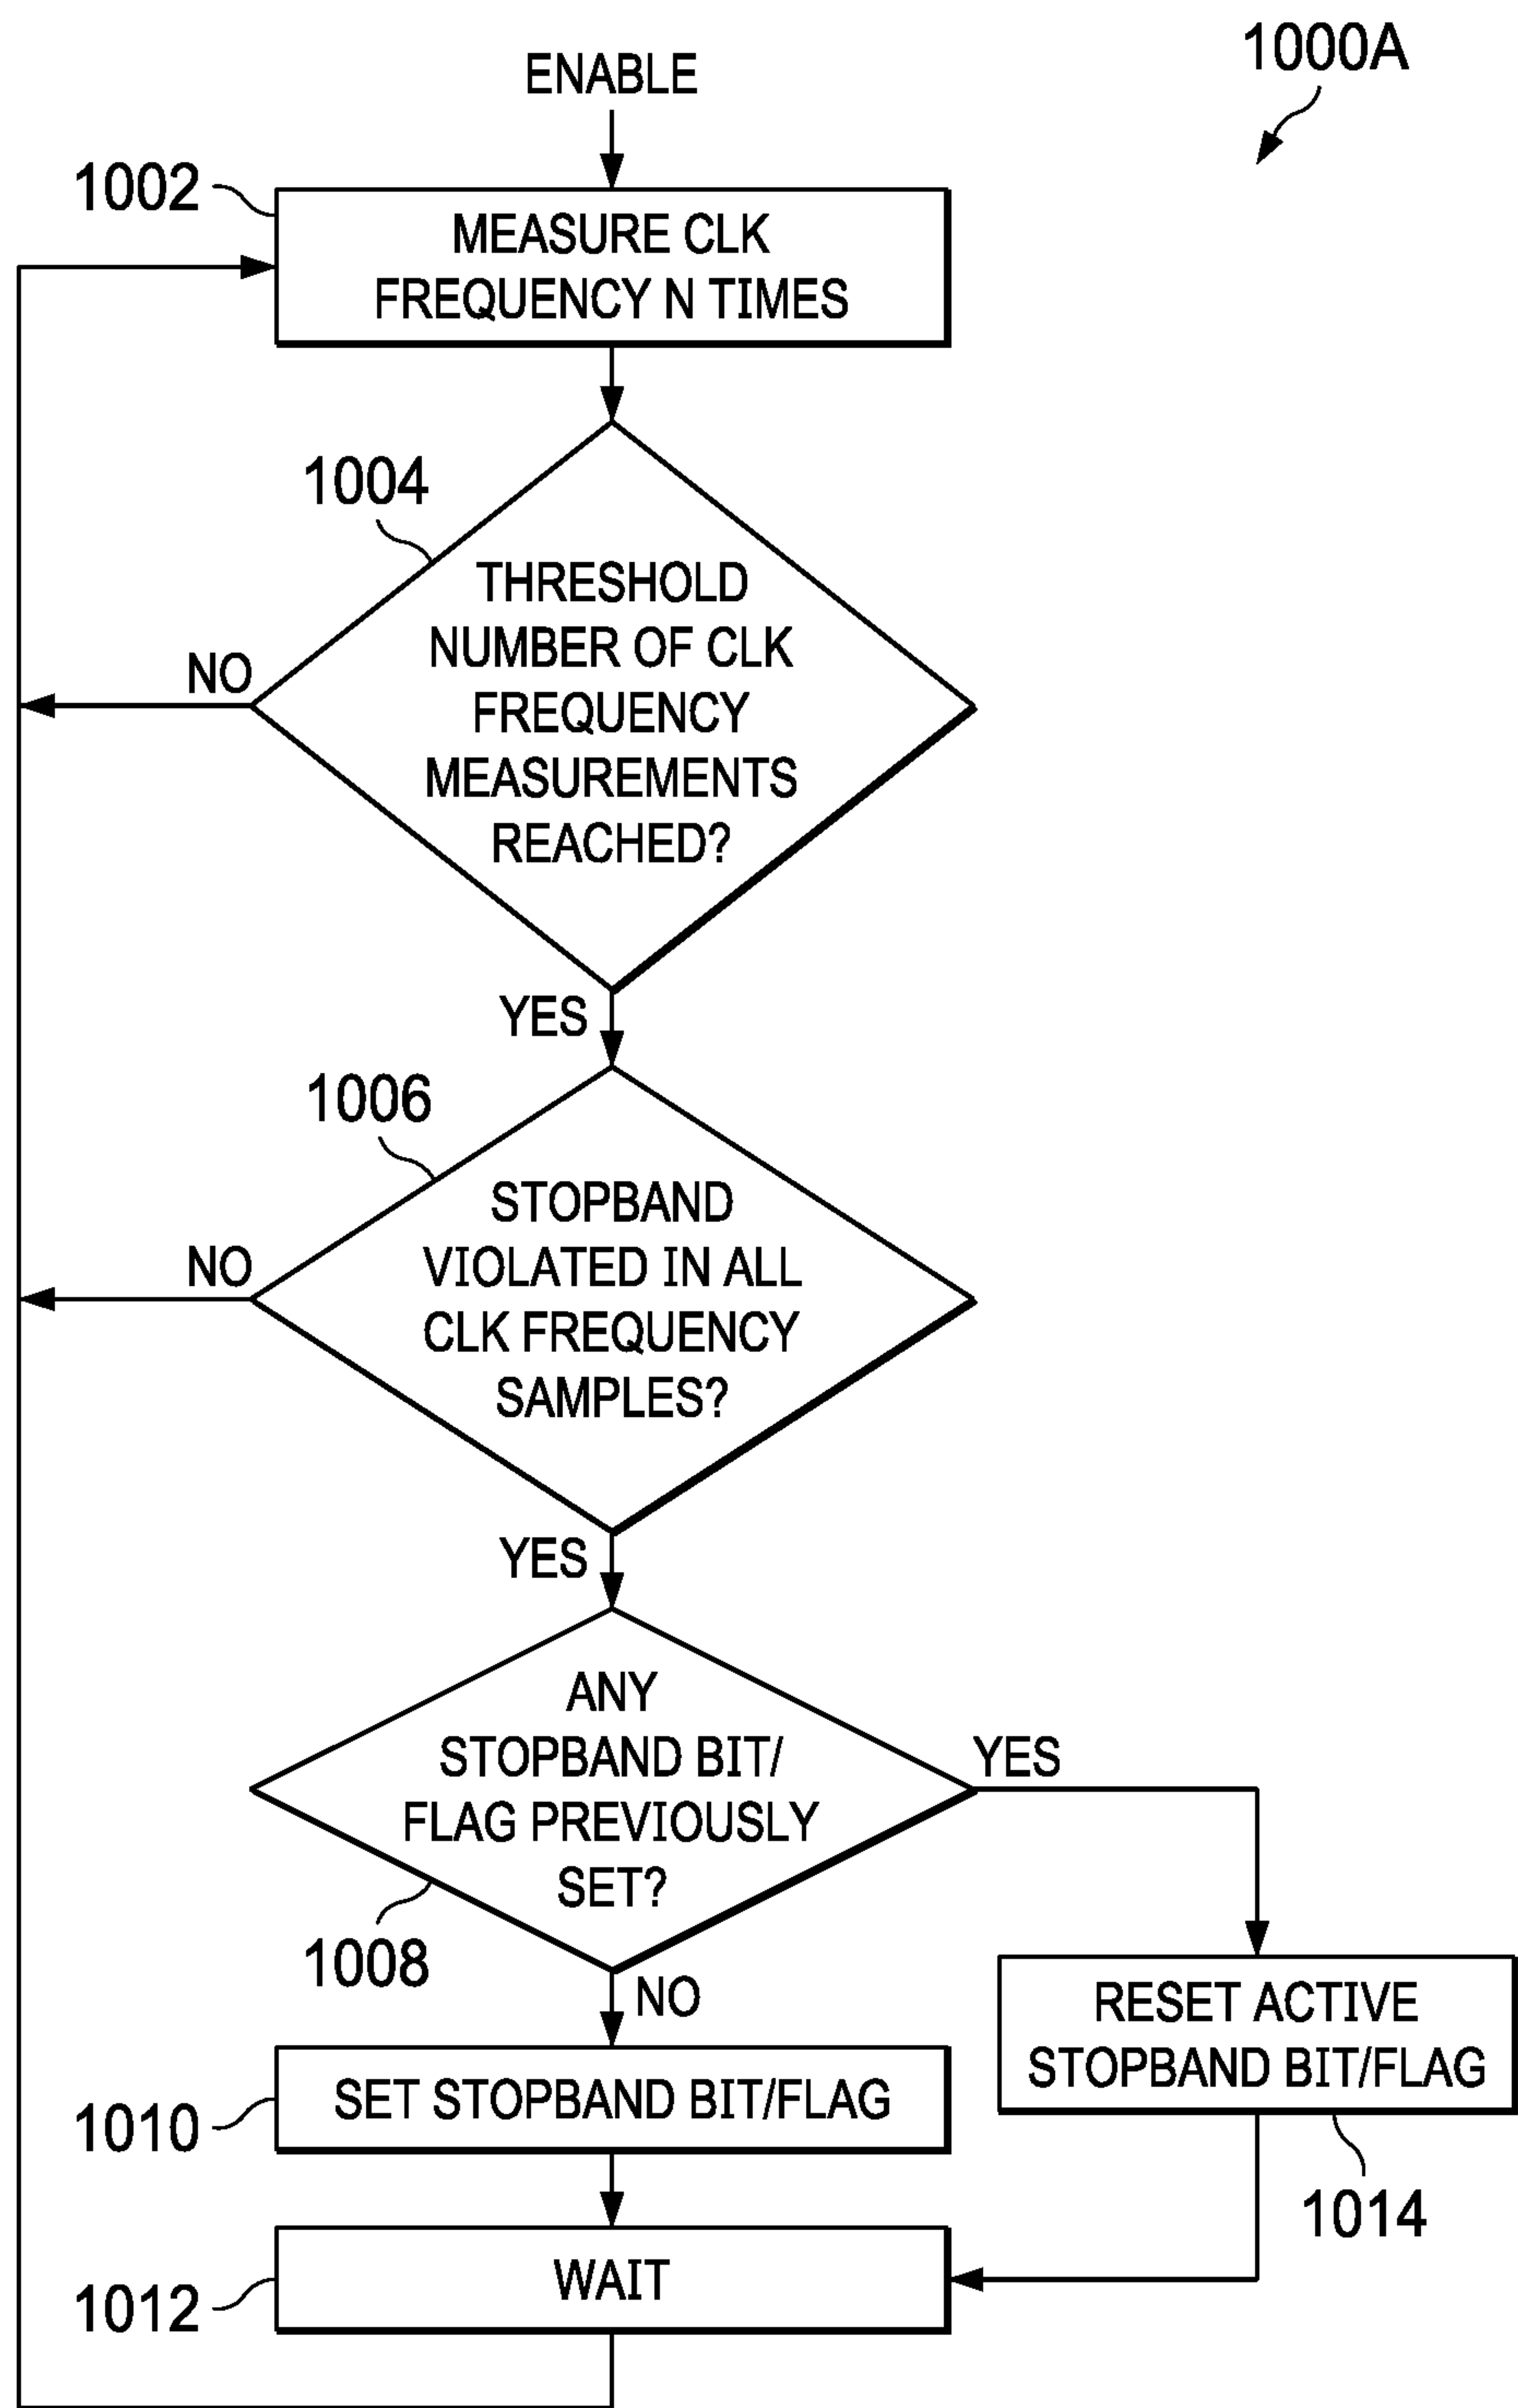 1000A
ENABLE
1002
MEASURE CLK
FREQUENCY N TIMES
1004
THRESHOLD
NUMBER OF CLK
FREQUENCY
MEASUREMENTS
REACHED?
NO
YES
1006
STOPBAND
VIOLATED IN ALL
CLK FREQUENCY
SAMPLES?
NO
YES
ANY
STOPBAND BIT/
FLAG PREVIOUSLY
SET?
YES
1008
NO
RESET ACTIVE
STOPBAND BIT/FLAG
SET STOPBAND BIT/FLAG
1010
1014
WAIT
1012